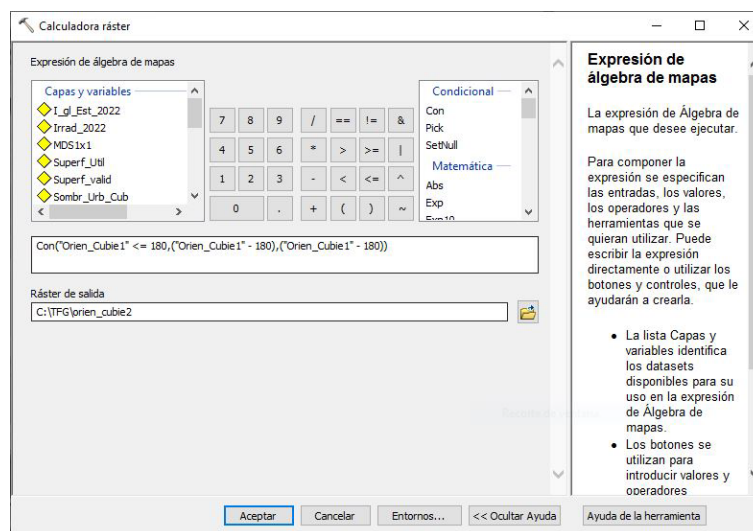 Calculadora ráster
Expresión de álgebra de mapas
Capas y variables
I_gl_Est_2022
Irrad_2022
MDS1x1
Superf_Util
Superf_valid
Sombr_Urb_Cub
7 8 9 / == != &
4 5 6 * > >= |
1 2 3 - < <= ^
0 . + ( ) ~
Condicional
Con
Pick
SetNull
Matemática
Abs
Exp
Exp10
Con("Orien_Cubie1" <= 180,("Orien_Cubie1" - 180),("Orien_Cubie1" - 180))
Ráster de salida
C:\TFG\orien_cubie2
Expresión de
álgebra de mapas
La expresión de Álgebra de
mapas que desee ejecutar.
Para componer la
expresión se especifican
las entradas, los valores,
los operadores y las
herramientas que se
quieran utilizar. Puede
escribir la expresión
directamente o utilizar los
botones y controles, que le
ayudarán a crearla.
• La lista Capas y
variables identifica
los datasets
disponibles para su
uso en la expresión
de Álgebra de
mapas.
• Los botones se
utilizan para
introducir valores y
operadores
Aceptar
Cancelar
Entornos...
<< Ocultar Ayuda
Ayuda de la herramienta